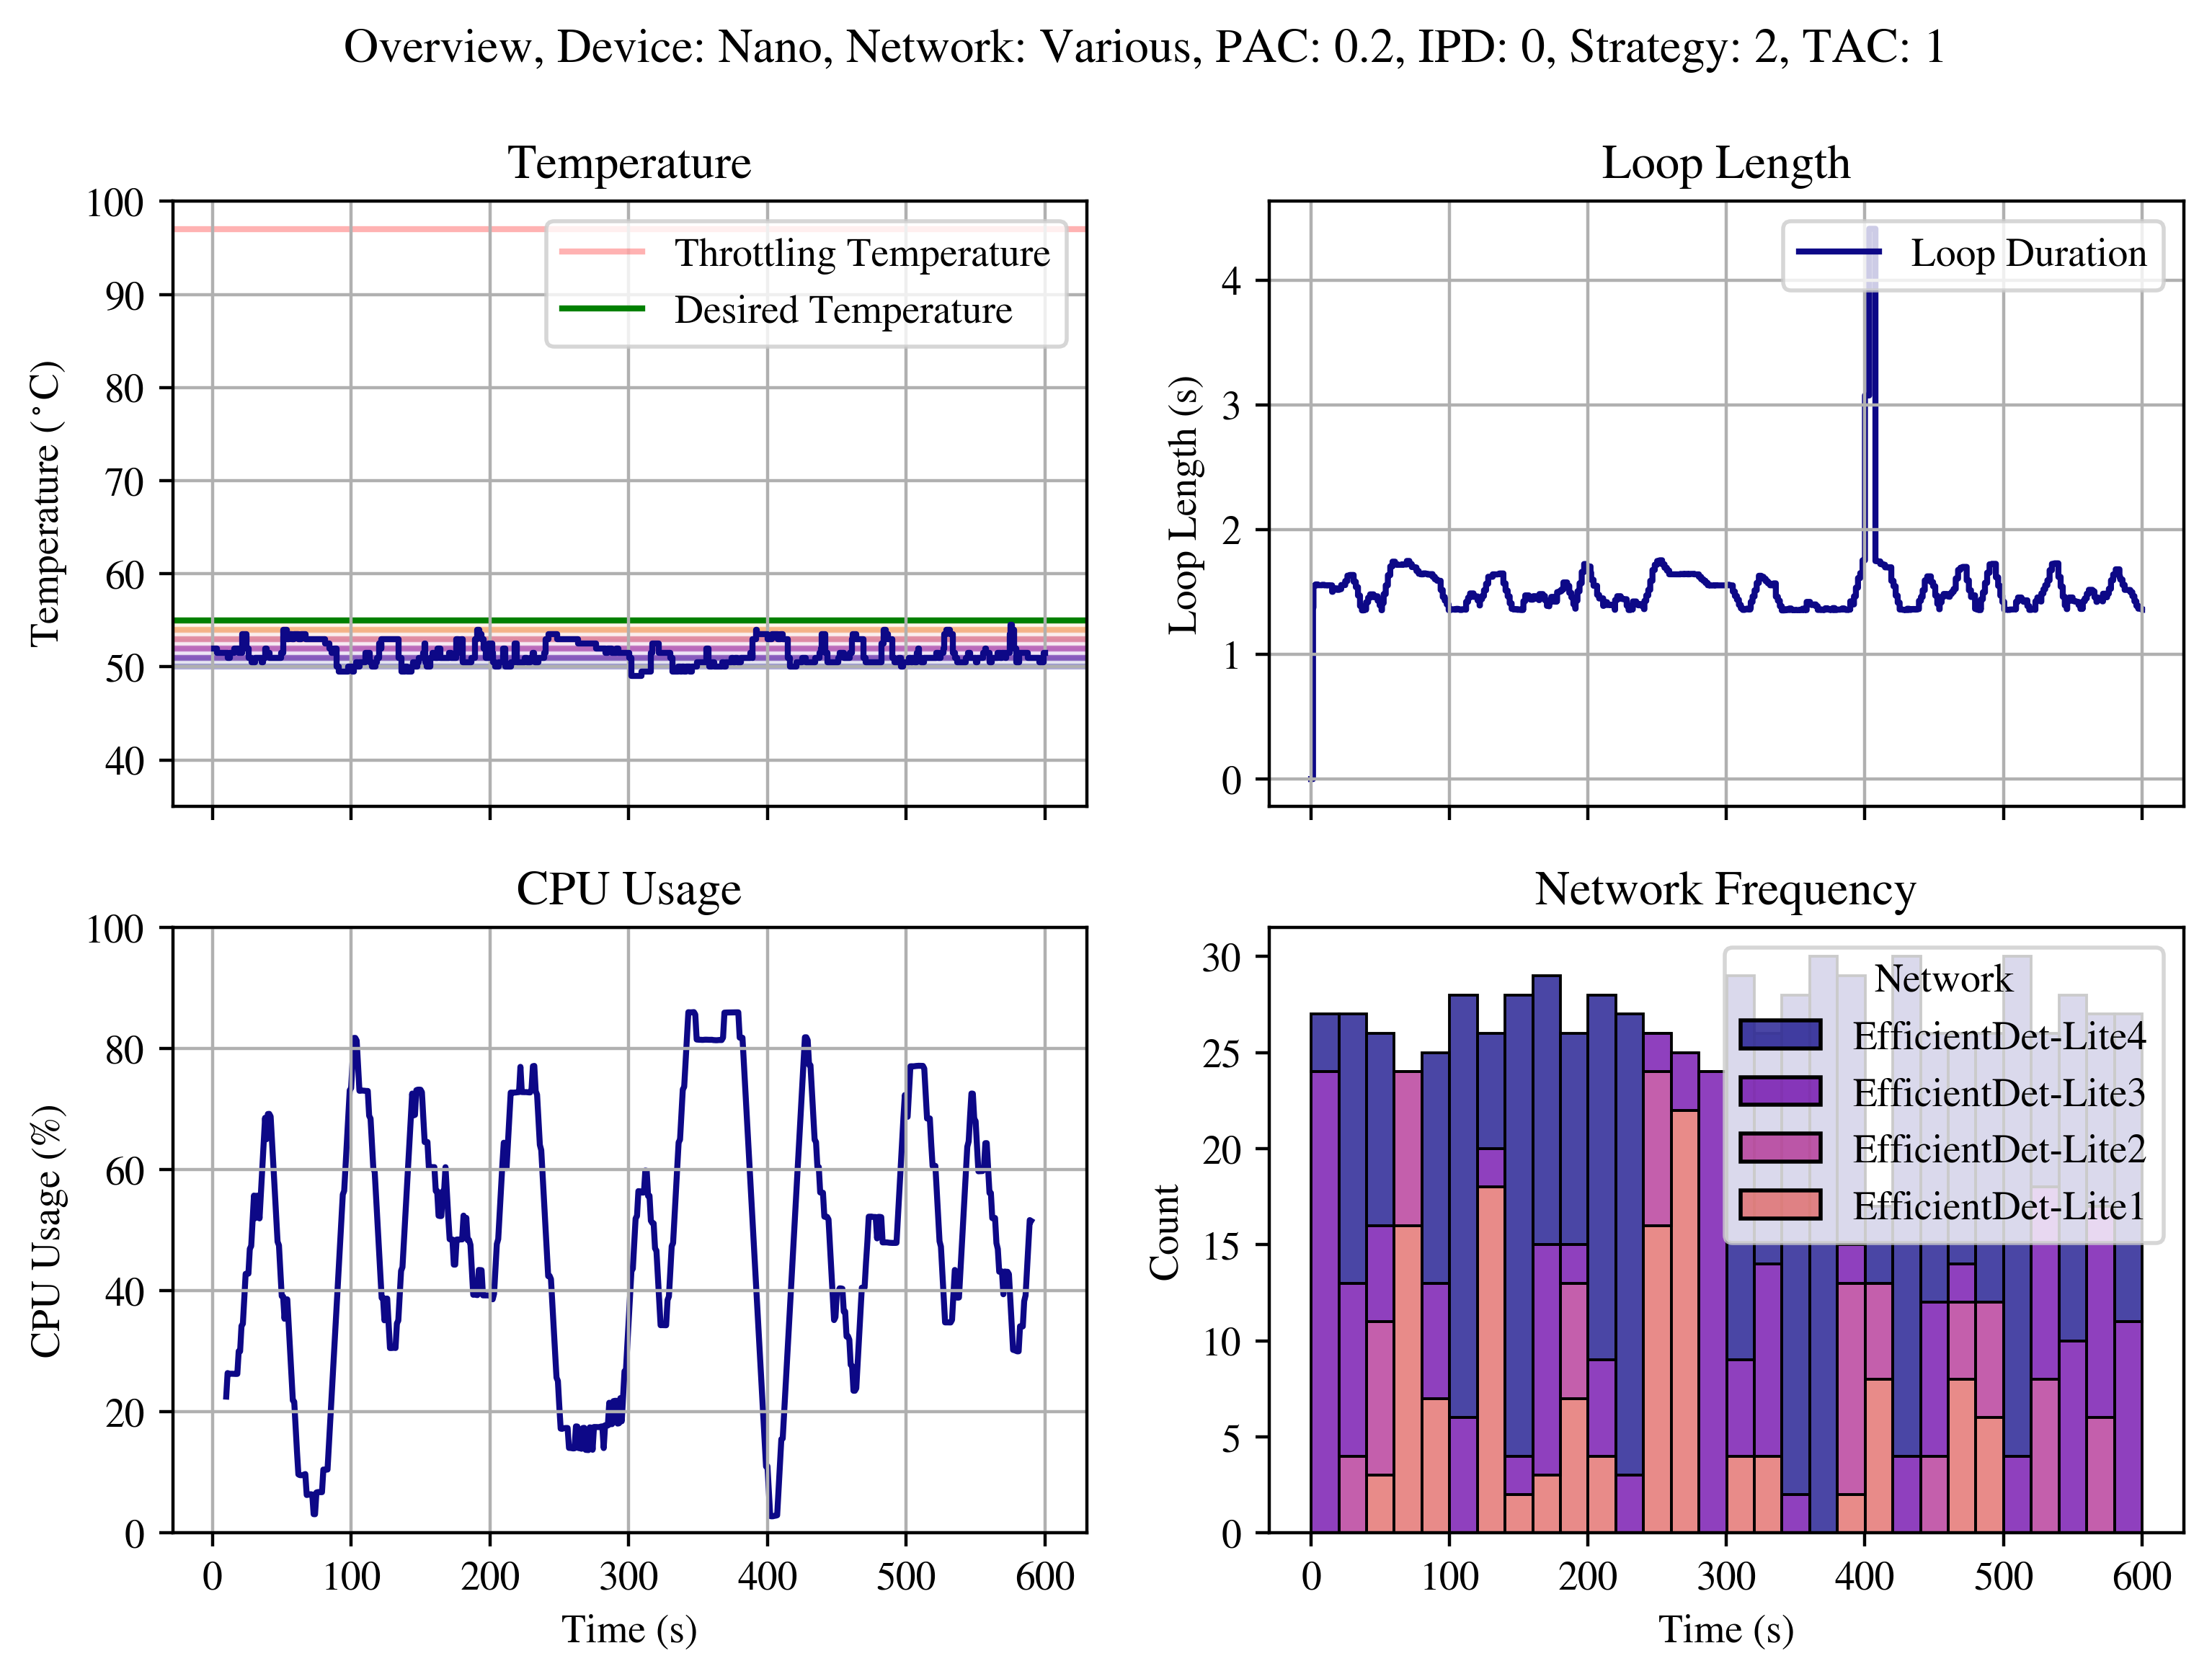 Overview, Device: Nano, Network: Various, PAC: 0.2, IPD: 0, Strategy: 2, TAC: 1
Temperature
100
90
80
70
60
50
40
Temperature (°C)
Throttling Temperature
Desired Temperature
Loop Length
4
3
2
1
0
Loop Length (s)
Loop Duration
CPU Usage
100
80
60
40
20
0
CPU Usage (%)
0 100 200 300 400 500 600
Time (s)
Network Frequency
30
25
20
15
10
5
0
Count
Network
EfficientDet-Lite4
EfficientDet-Lite3
EfficientDet-Lite2
EfficientDet-Lite1
0 100 200 300 400 500 600
Time (s)